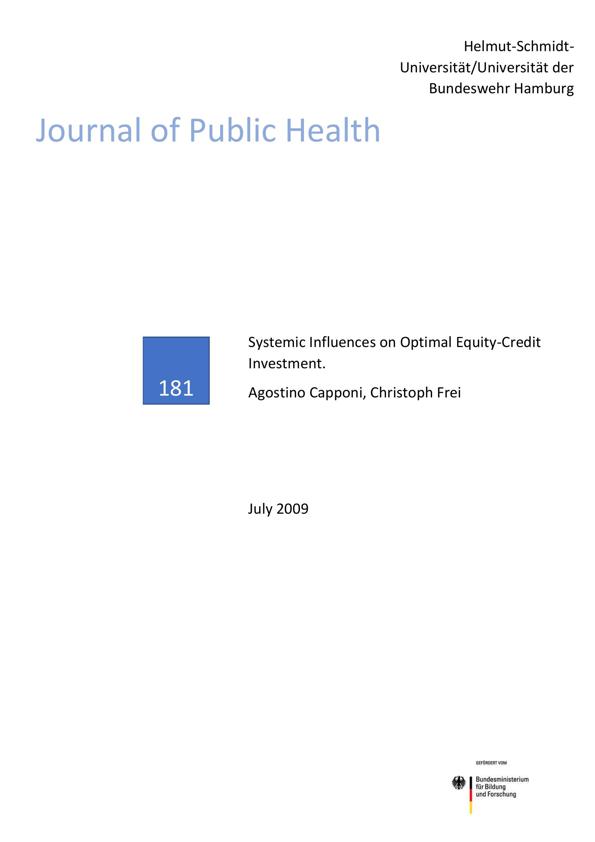 Helmut-Schmidt-
Universität/Universität der
Bundeswehr Hamburg
Journal of Public Health
Systemic Influences on Optimal Equity-Credit
Investment.
181
Agostino Capponi, Christoph Frei
July 2009
GEFÖRDERT VOM
Bundesministerium
für Bildung
und Forschung